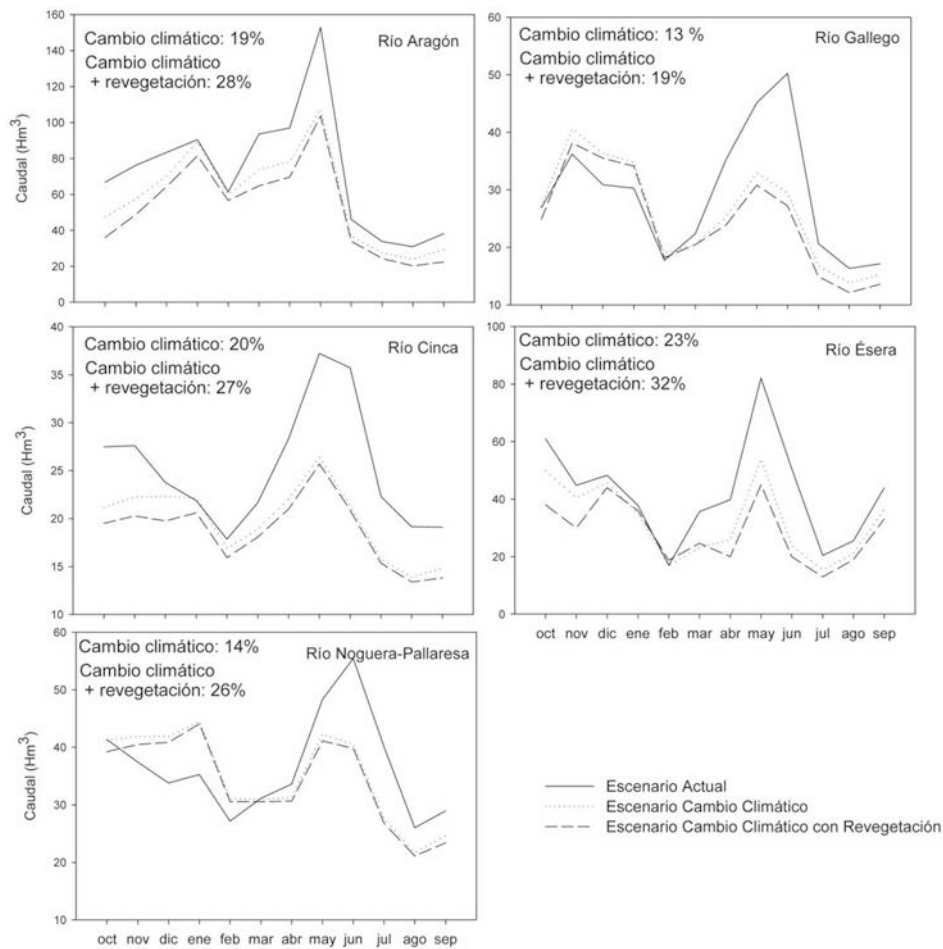 160
140
120
100
80
60
40
20
0
Caudal (Hm³)
Cambio climático: 19%
Cambio climático
+ revegetación: 28%
Río Aragón
60
50
40
30
20
10
Cambio climático: 13 %
Cambio climático
+ revegetación: 19%
Río Gallego
40
35
30
25
20
15
10
Caudal (Hm³)
Cambio climático: 20%
Cambio climático
+ revegetación: 27%
Río Cinca
100
80
60
40
20
0
Cambio climático: 23%
Cambio climático
+ revegetación: 32%
Río Ésera
oct nov dic ene feb mar abr may jun jul ago sep
60
50
40
30
20
10
Caudal (Hm³)
Cambio climático: 14%
Cambio climático
+ revegetación: 26%
Río Noguera-Pallaresa
oct nov dic ene feb mar abr may jun jul ago sep
Escenario Actual
Escenario Cambio Climático
Escenario Cambio Climático con Revegetación